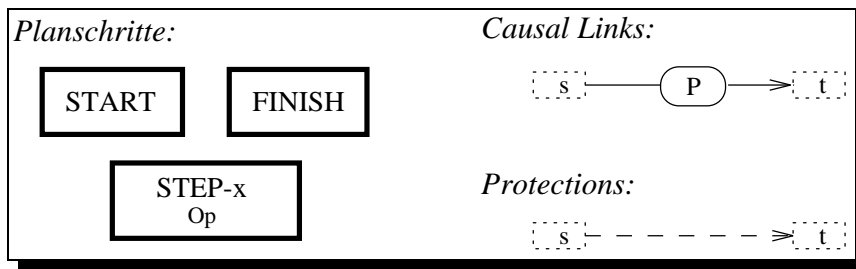 Planschritte:
START
FINISH
STEP-x
Op
Causal Links:
s P t
Protections:
s t